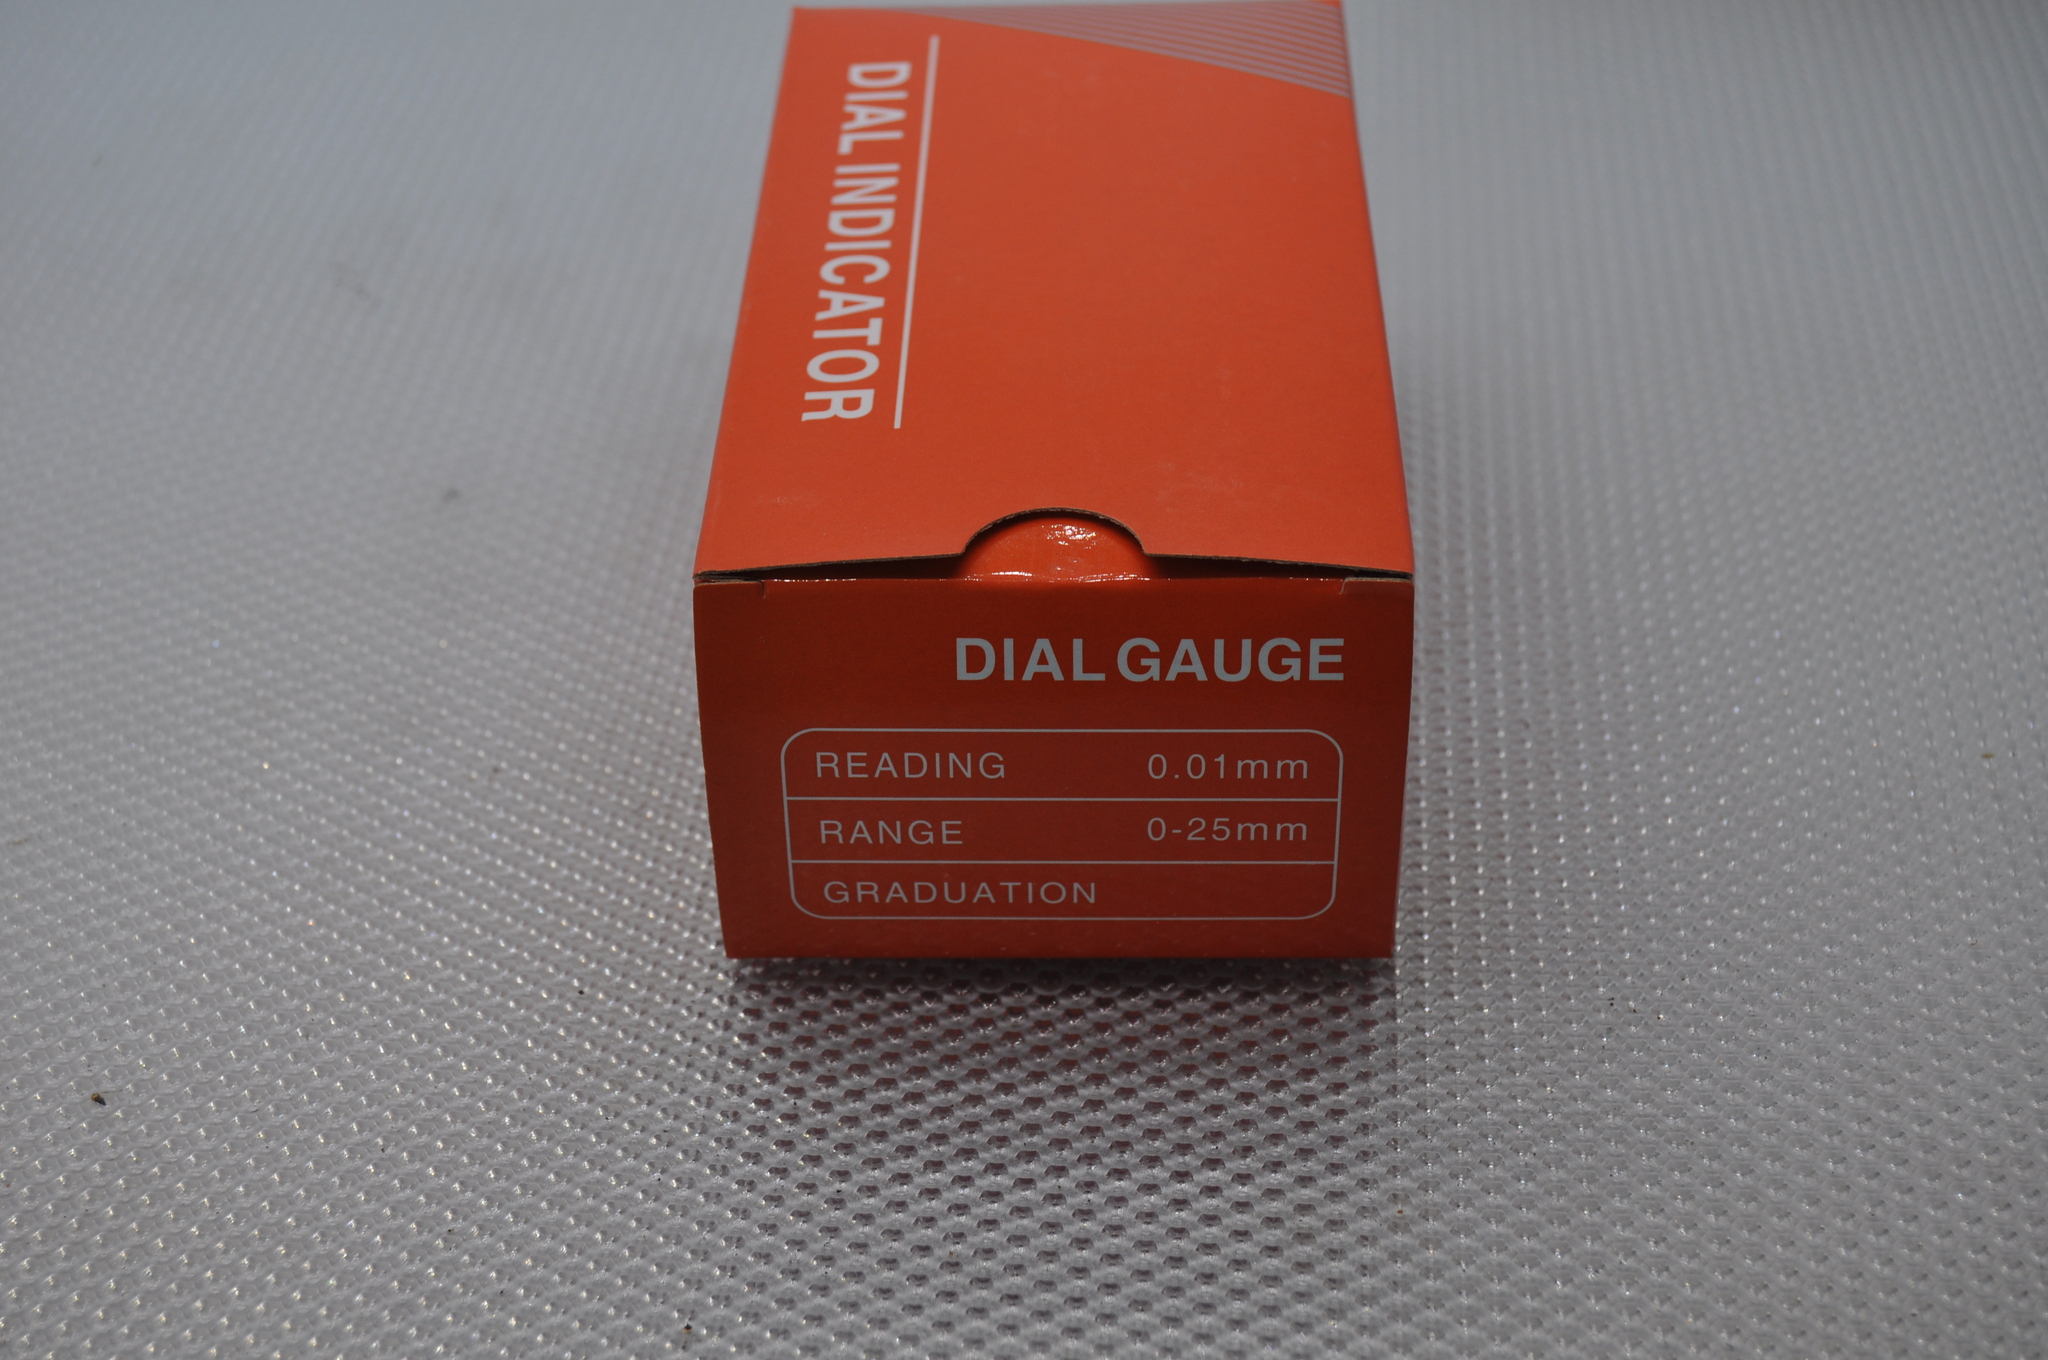 DIAL INDICATOR
DIAL GAUGE
READING 0.01mm
RANGE 0-25mm
GRADUATION